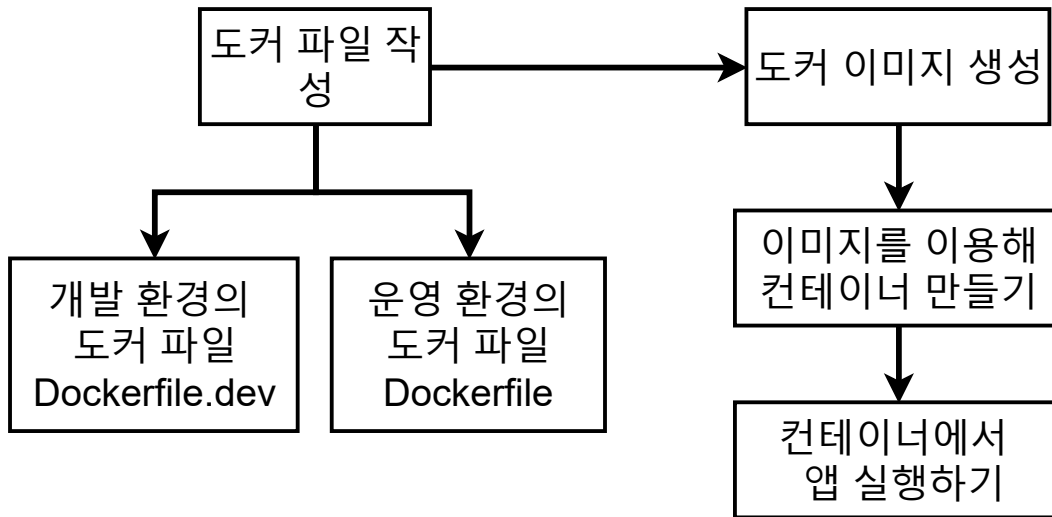 도커 파일 작
성
도커 이미지 생성
이미지를 이용해
컨테이너 만들기
개발 환경의
도커 파일
Dockerfile.dev
운영 환경의
도커 파일
Dockerfile
컨테이너에서
앱 실행하기